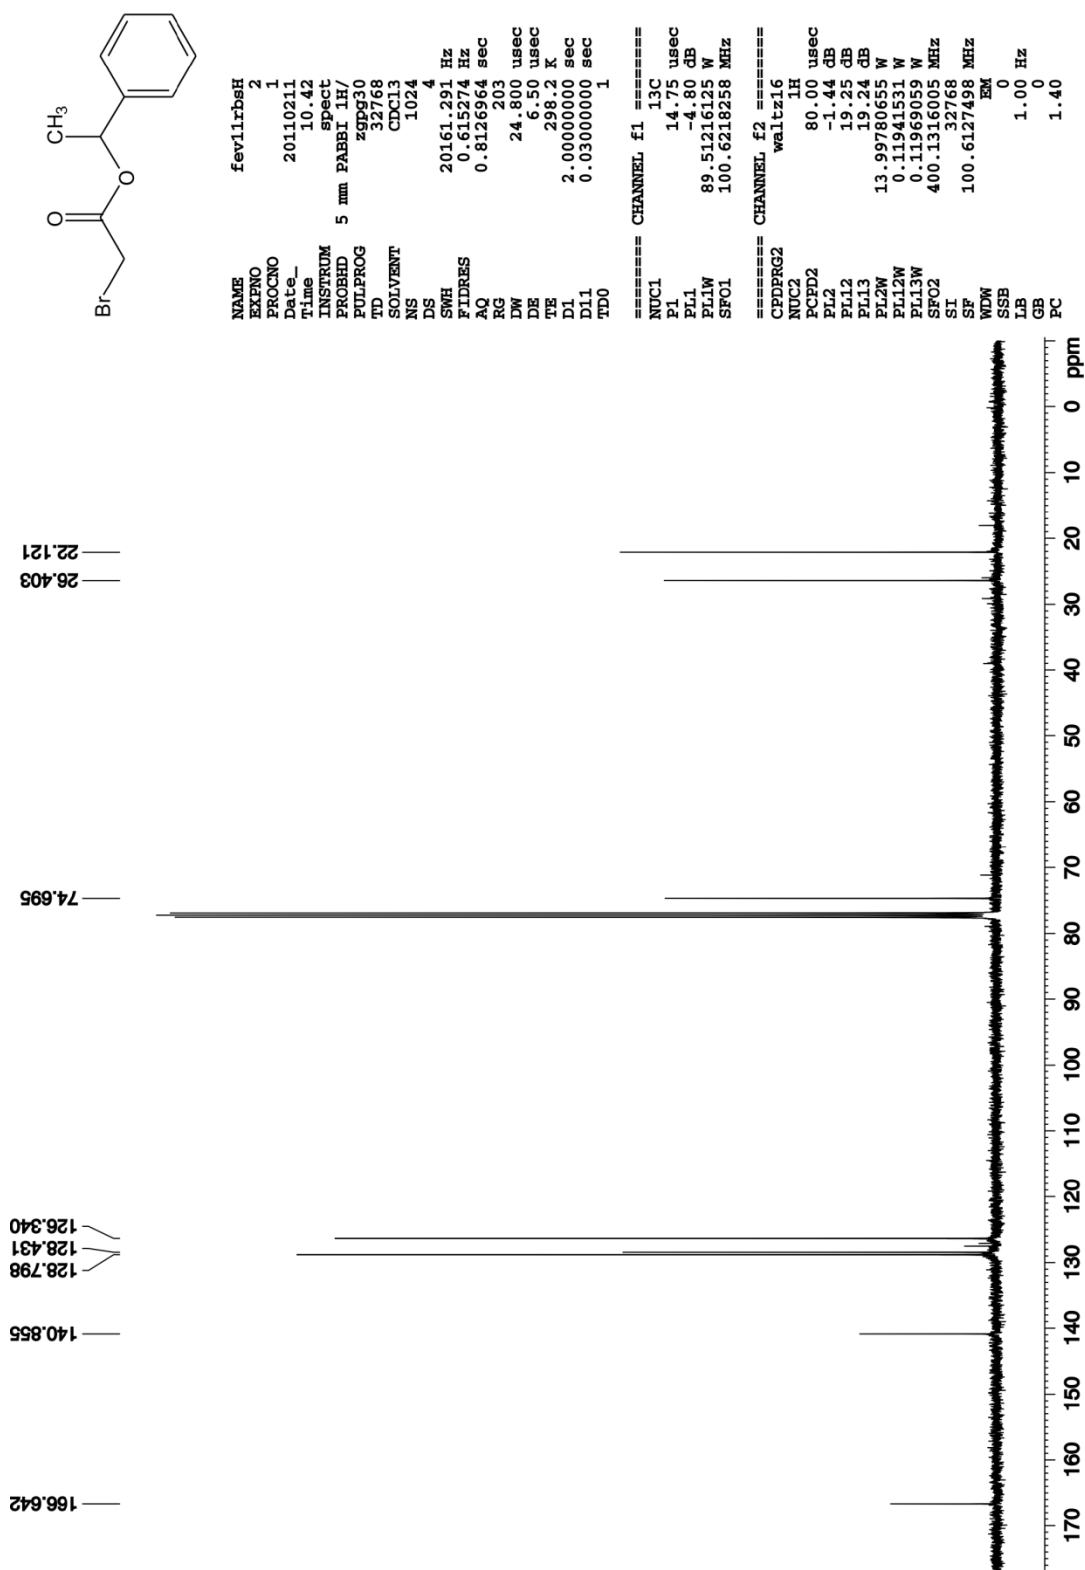 Br
O
O
CH3
NAME fev11rbsH
EXPNO 2
PROCNO 1
Date_ 20110211
Time 10.42
INSTRUM spect
PROBHD 5 mm PABBI 1H/
PULPROG zgpg30
TD 32768
SOLVENT CDCl3
NS 1024
DS 4
SWH 20161.291 Hz
FIDRES 0.615274 Hz
AQ 0.8126964 sec
RG 203
DW 24.800 usec
DE 6.50 usec
TE 298.2 K
D1 2.00000000 sec
D11 0.03000000 sec
TD0 1
======== CHANNEL f1 ========
NUC1 13C
P1 14.75 usec
PL1 -4.80 dB
PL1W 89.51216125 W
SFO1 100.6218258 MHz
======== CHANNEL f2 ========
CPDPRG2 waltz16
NUC2 1H
PCPD2 80.00 usec
PL2 -1.44 dB
PL12 19.25 dB
PL13 19.24 dB
PL2W 13.99780655 W
PL12W 0.11941531 W
PL13W 0.11969059 W
SFO2 400.1316005 MHz
SI 32768
SF 100.6127498 MHz
WDW EM
SSB 0
LB 1.00 Hz
GB 0
PC 1.40
166.642
140.855
128.798
128.431
126.340
74.695
26.403
22.121
170 160 150 140 130 120 110 100 90 80 70 60 50 40 30 20 10 0 ppm